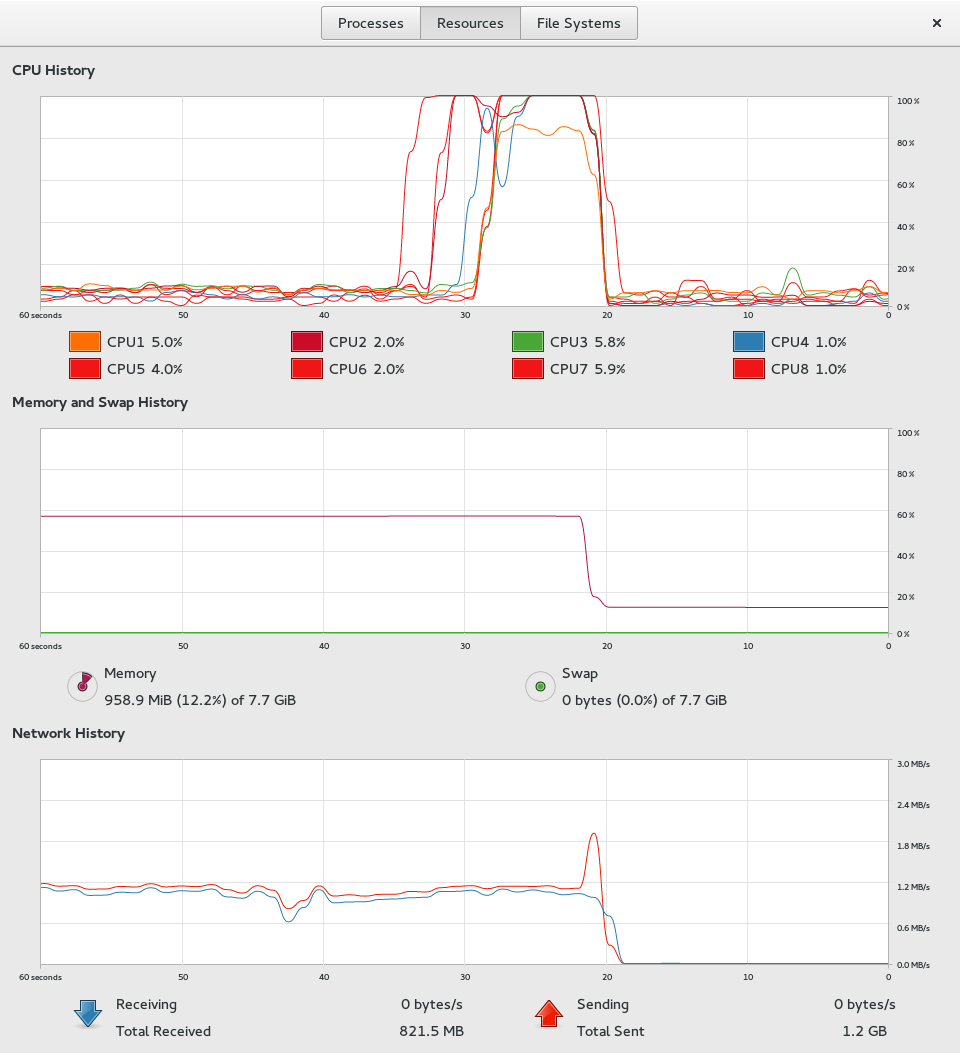 Processes Resources File Systems
CPU History
100 %
80 %
60 %
40 %
20 %
0 %
60 seconds 50 40 30 20 10 0
CPU1 5.0% CPU2 2.0% CPU3 5.8% CPU4 1.0%
CPU5 4.0% CPU6 2.0% CPU7 5.9% CPU8 1.0%
Memory and Swap History
100 %
80 %
60 %
40 %
20 %
0 %
60 seconds 50 40 30 20 10 0
Memory Swap
958.9 MiB (12.2%) of 7.7 GiB 0 bytes (0.0%) of 7.7 GiB
Network History
3.0 MB/s
2.4 MB/s
1.8 MB/s
1.2 MB/s
0.6 MB/s
0.0 MB/s
60 seconds 50 40 30 20 10 0
Receiving 0 bytes/s Sending 0 bytes/s
Total Received 821.5 MB Total Sent 1.2 GB